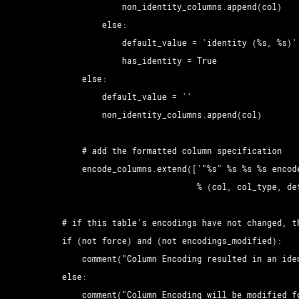 non_identity_columns.append(col)
else:
default_value = 'identity (%s, %s)'
has_identity = True
else:
default_value = ''
non_identity_columns.append(col)
# add the formatted column specification
encode_columns.extend(['"%s" %s %s %s encode
% (col, col_type, def
# if this table's encodings have not changed, th
if (not force) and (not encodings_modified):
comment("Column Encoding resulted in an iden
else:
comment("Column Encoding will be modified fo